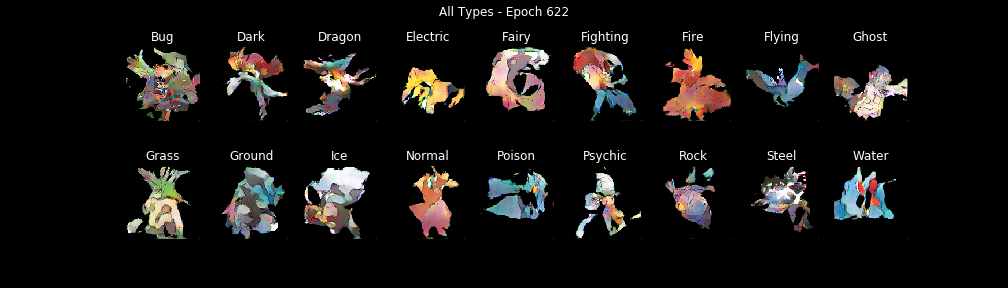 All Types - Epoch 622
Bug Dark Dragon Electric Fairy Fighting Fire Flying Ghost
Grass Ground Ice Normal Poison Psychic Rock Steel Water